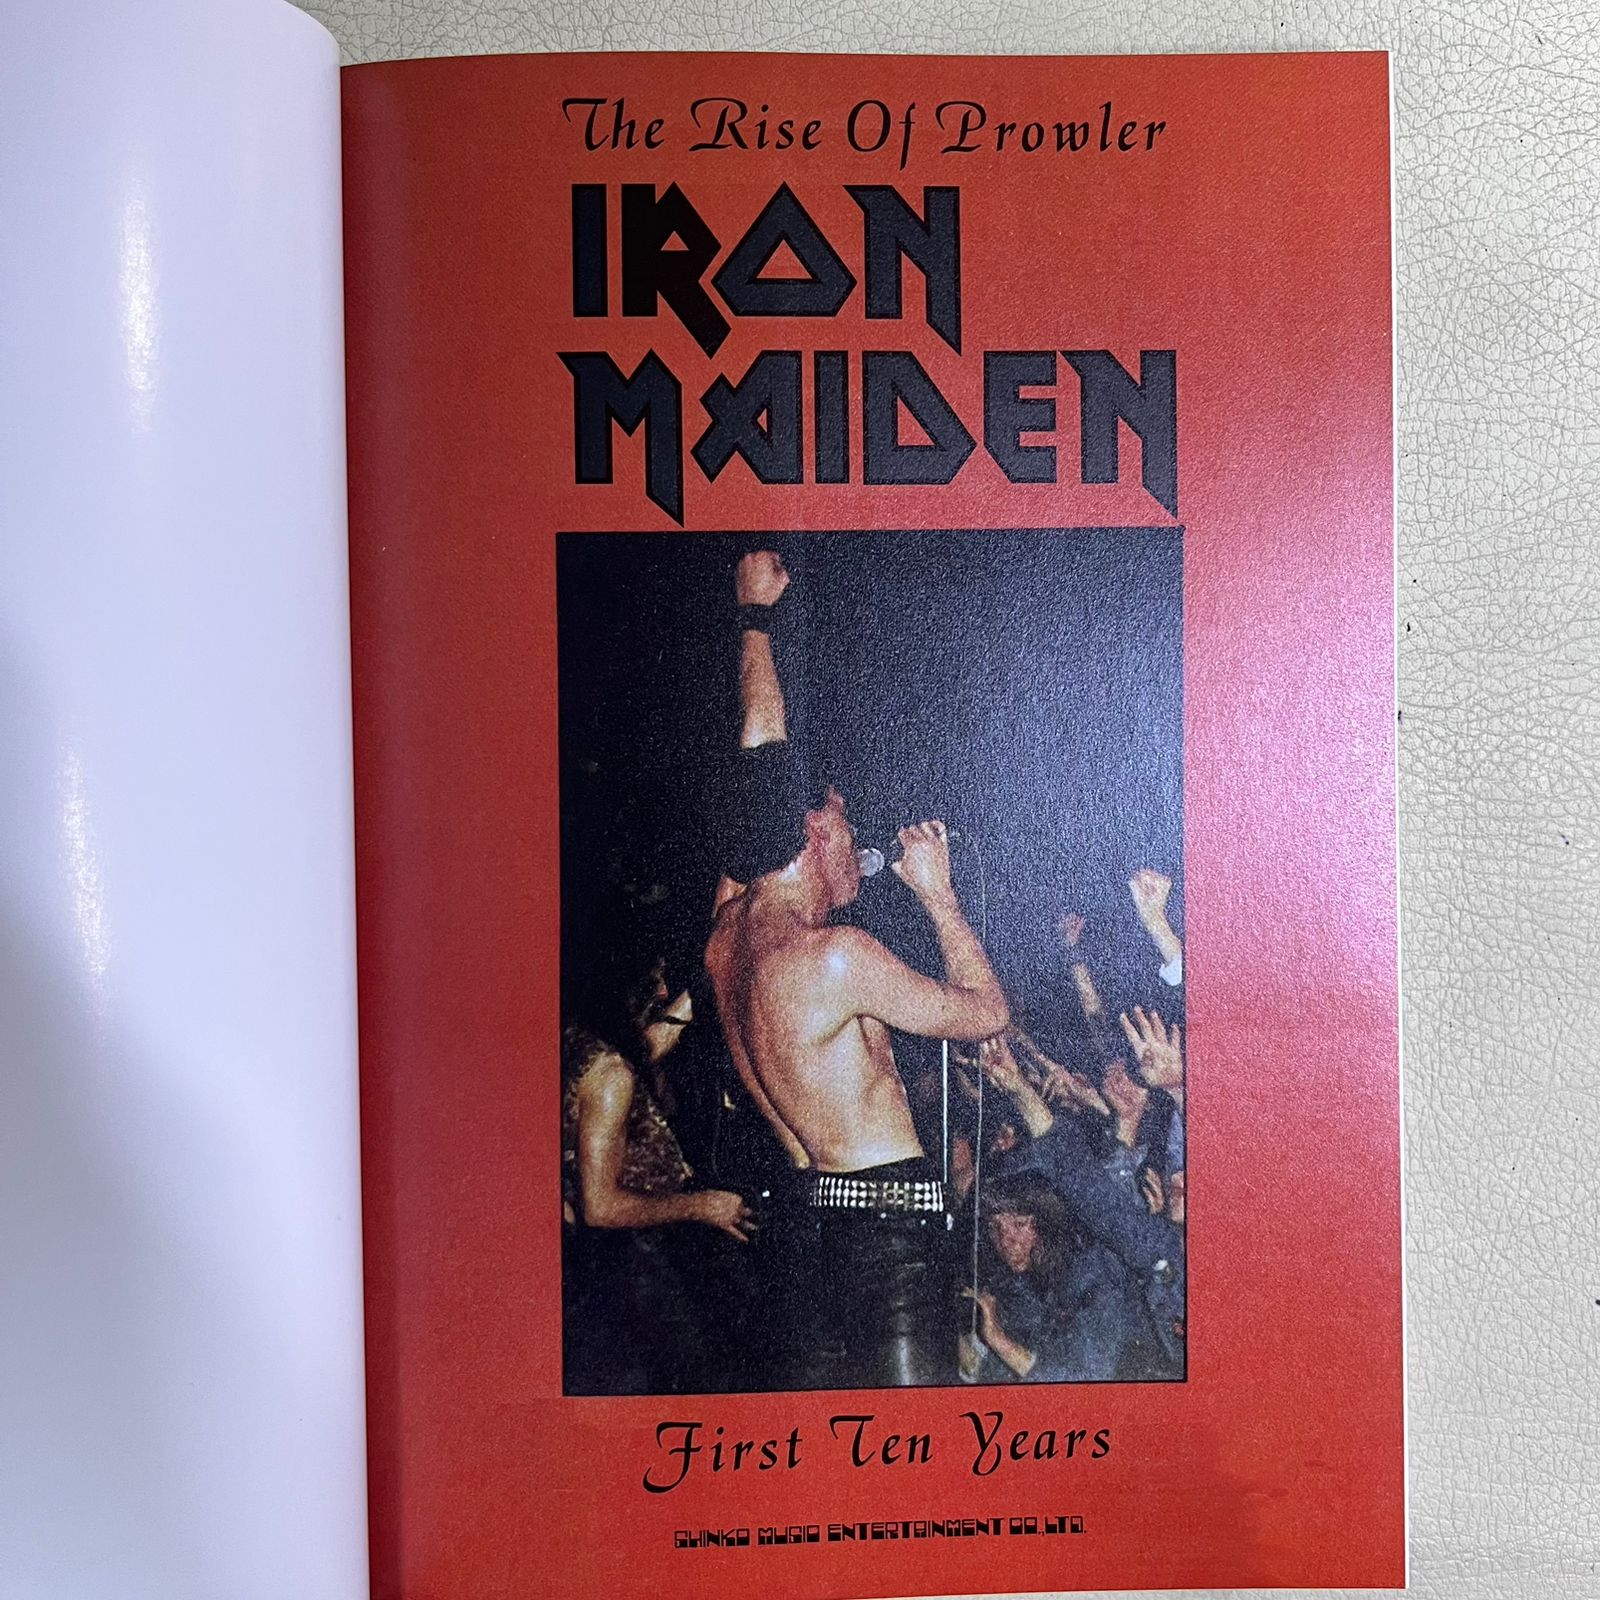 The Rise Of Prowler
IRON
MAIDEN
First Ten Years
SHINKO MUSIC ENTERTAINMENT CO.,LTD.